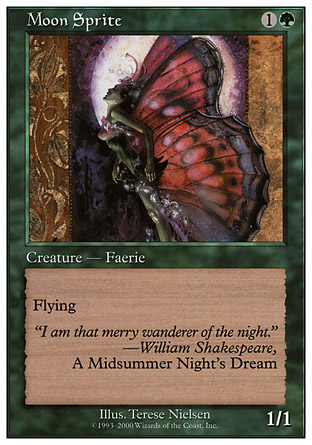 Moon Sprite 1
Creature — Faerie
Flying
“I am that merry wanderer of the night.”
—William Shakespeare,
A Midsummer Night's Dream
Illus. Terese Nielsen
©1993–2000 Wizards of the Coast, Inc.
1/1